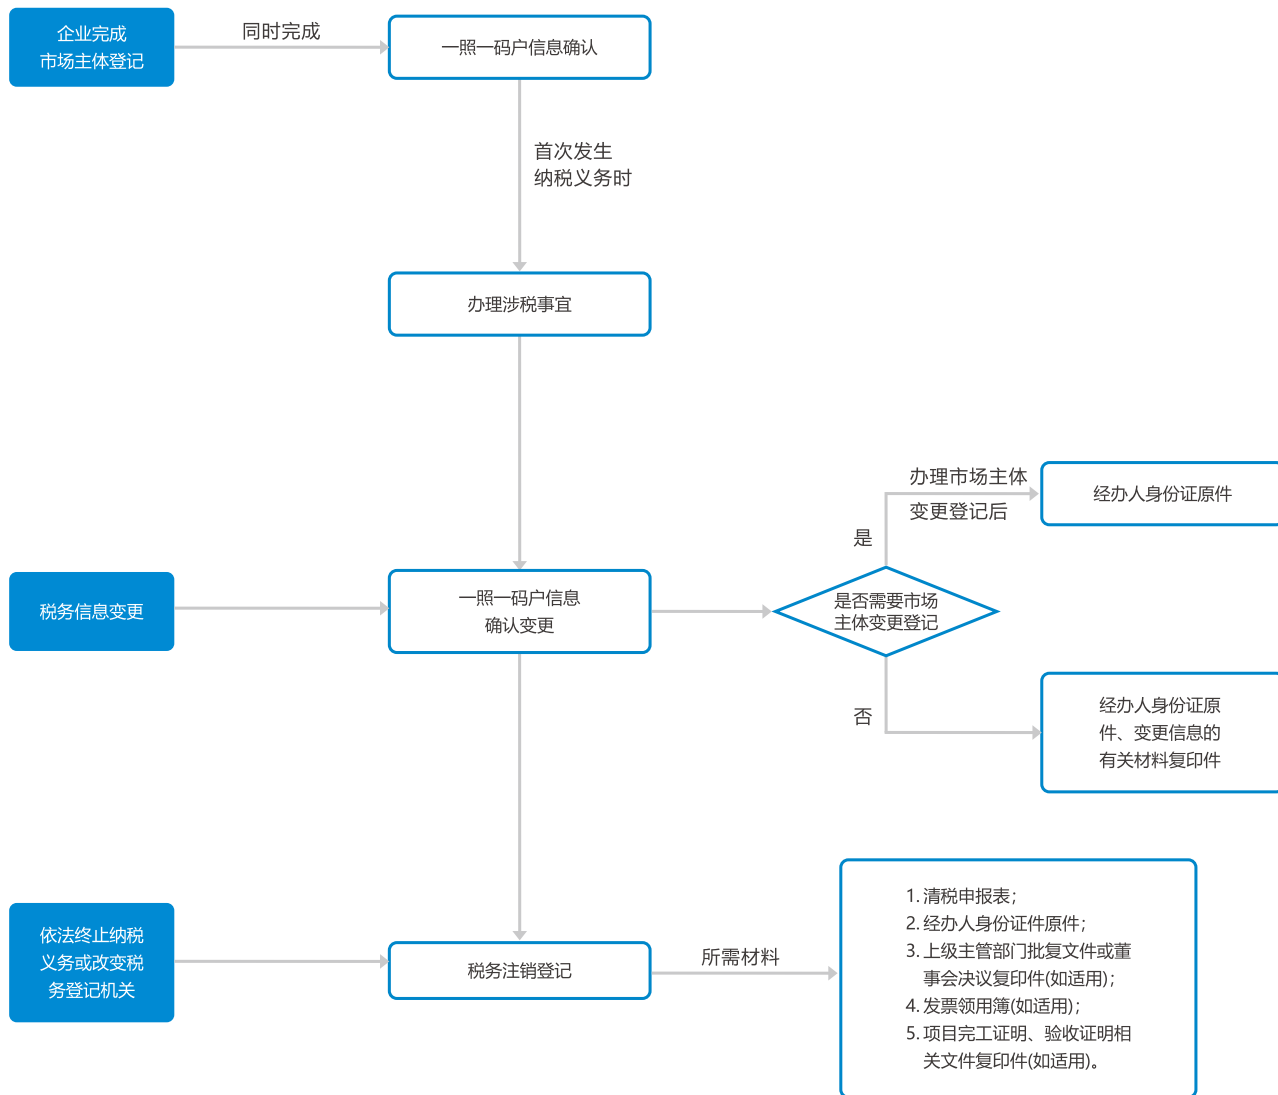 企业完成
市场主体登记
同时完成
一照一码户信息确认
首次发生
纳税义务时
办理涉税事宜
办理市场主体
变更登记后
经办人身份证原件
是
税务信息变更
一照一码户信息
确认变更
是否需要市场
主体变更登记
否
经办人身份证原
件、变更信息的
有关材料复印件
依法终止纳税
义务或改变税
务登记机关
税务注销登记
所需材料
1. 清税申报表；
2. 经办人身份证件原件；
3. 上级主管部门批复文件或董
事会决议复印件(如适用)；
4. 发票领用簿(如适用)；
5. 项目完工证明、验收证明相
关文件复印件(如适用)。